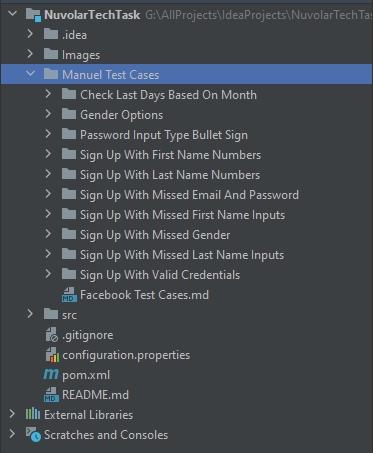 NuvolarTechTask G:\AllProjects\IdeaProjects\NuvolarTechTas
.idea
Images
Manuel Test Cases
Check Last Days Based On Month
Gender Options
Password Input Type Bullet Sign
Sign Up With First Name Numbers
Sign Up With Last Name Numbers
Sign Up With Missed Email And Password
Sign Up With Missed First Name Inputs
Sign Up With Missed Gender
Sign Up With Missed Last Name Inputs
Sign Up With Valid Credentials
MD Facebook Test Cases.md
src
.gitignore
configuration.properties
m pom.xml
MD README.md
External Libraries
Scratches and Consoles